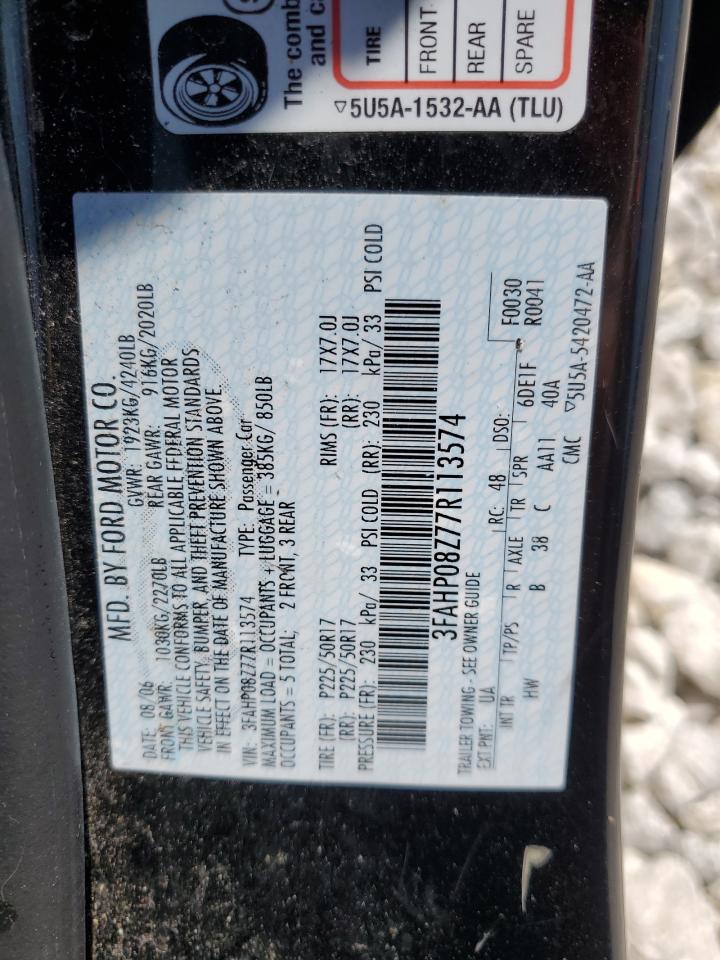 The comb
and ca
TIRE
FRONT
REAR
SPARE
5U5A-1532-AA (TLU)
MFD. BY FORD MOTOR CO.
DATE: 08/06 GVWR: 1923KG/4240LB
FRONT GAWR: 1030KG/2270LB REAR GAWR: 916KG/2020LB
THIS VEHICLE CONFORMS TO ALL APPLICABLE FEDERAL MOTOR
VEHICLE SAFETY, BUMPER, AND THEFT PREVENTION STANDARDS
IN EFFECT ON THE DATE OF MANUFACTURE SHOWN ABOVE.
VIN: 3FAHP08Z77R113574 TYPE: Passenger Car
MAXIMUM LOAD = OCCUPANTS + LUGGAGE = 385KG/ 850LB
OCCUPANTS = 5 TOTAL; 2 FRONT, 3 REAR
TIRE (FR): P225/50R17 RIMS (FR): 17X7.0J
(RR): P225/50R17 (RR): 17X7.0J
PRESSURE (FR): 230 kPa/ 33 PSI COLD (RR): 230 kPa/ 33 PSI COLD
3FAHP08Z77R113574
TRAILER TOWING - SEE OWNER GUIDE
EXT PNT: UA RC: 48 DSO: F0030
INT TR TP/PS R AXLE TR SPR 6DE1F R0041
HW B 38 C AA11 40A
CMC ▽5U5A-5420472-AA